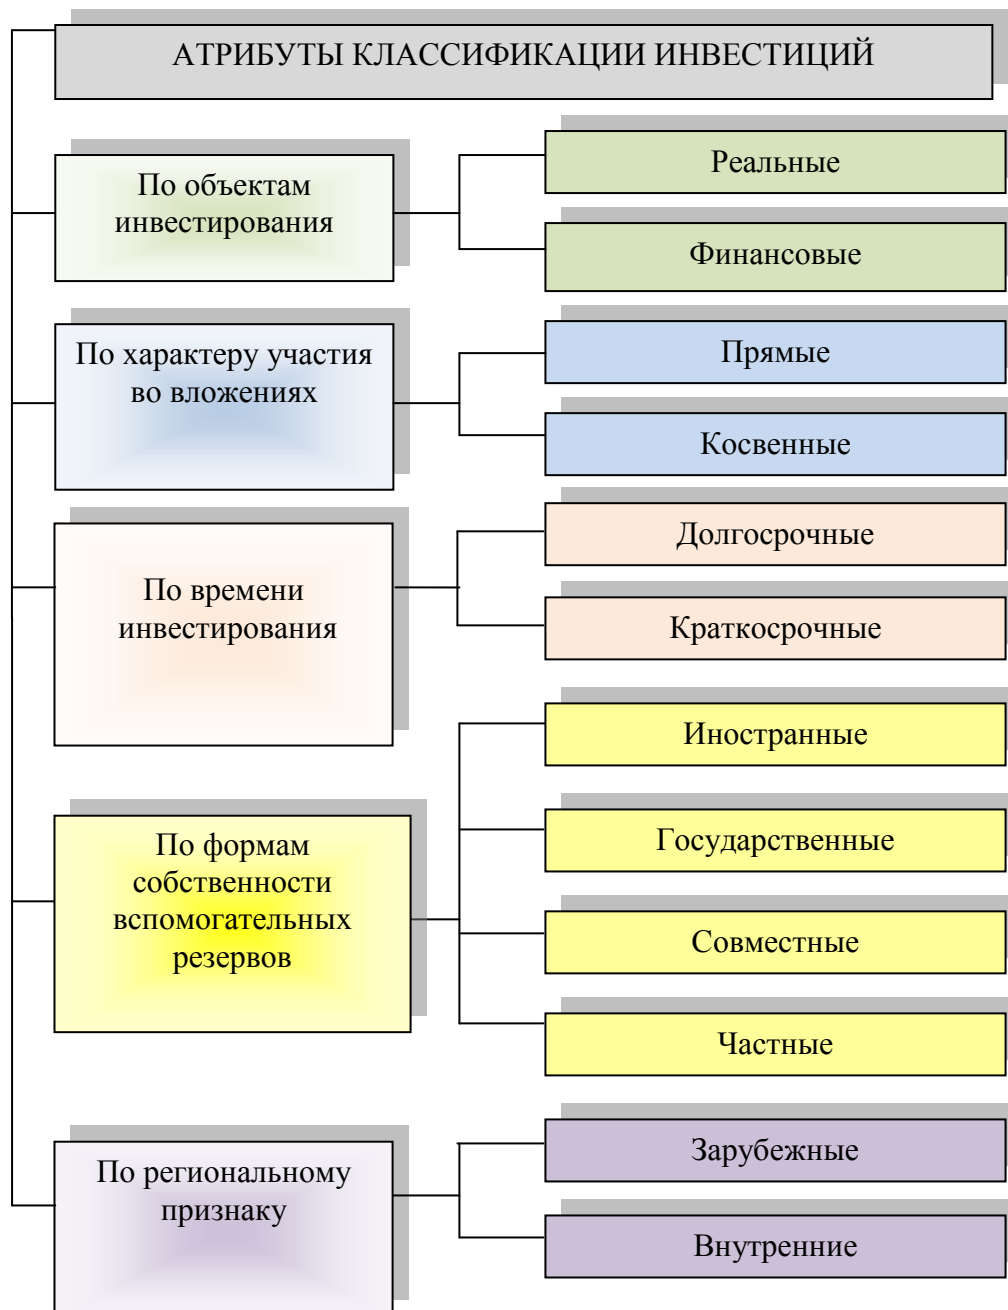 АТРИБУТЫ КЛАССИФИКАЦИИ ИНВЕСТИЦИЙ
По объектам
инвестирования
Реальные
Финансовые
По характеру участия
во вложениях
Прямые
Косвенные
По времени
инвестирования
Долгосрочные
Краткосрочные
По формам
собственности
вспомогательных
резервов
Иностранные
Государственные
Совместные
Частные
По региональному
признаку
Зарубежные
Внутренние